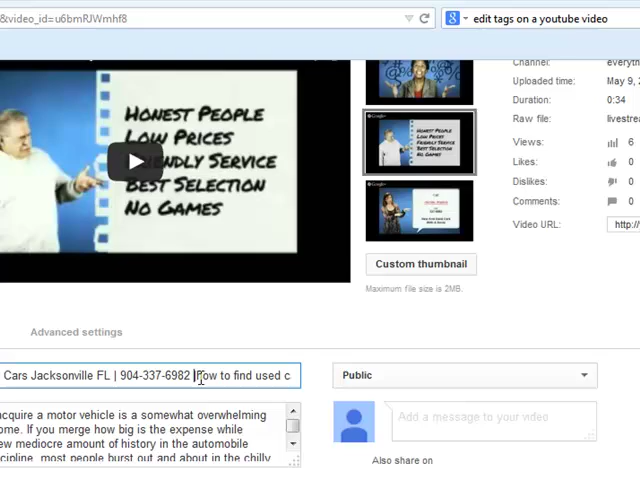 &video_id=u6bmRJWmhf8
edit tags on a youtube video
HONEST PEOPLE
LOW PRICES
FRIENDLY SERVICE
BEST SELECTION
NO GAMES
Channel: everyth
Uploaded time: May 9, 2
Duration: 0:34
Raw file: livestrea
Views: 6
Likes: 0
Dislikes: 0
Comments: 0
Video URL: http://
Custom thumbnail
Maximum file size is 2MB.
Advanced settings
Cars Jacksonville FL | 904-337-6982 |How to find used c
Public
acquire a motor vehicle is a somewhat overwhelming
ome. If you merge how big is the expense while
ew mediocre amount of history in the automobile
cipline, most people burst out and about in the chilly
Add a message to your video
Also share on